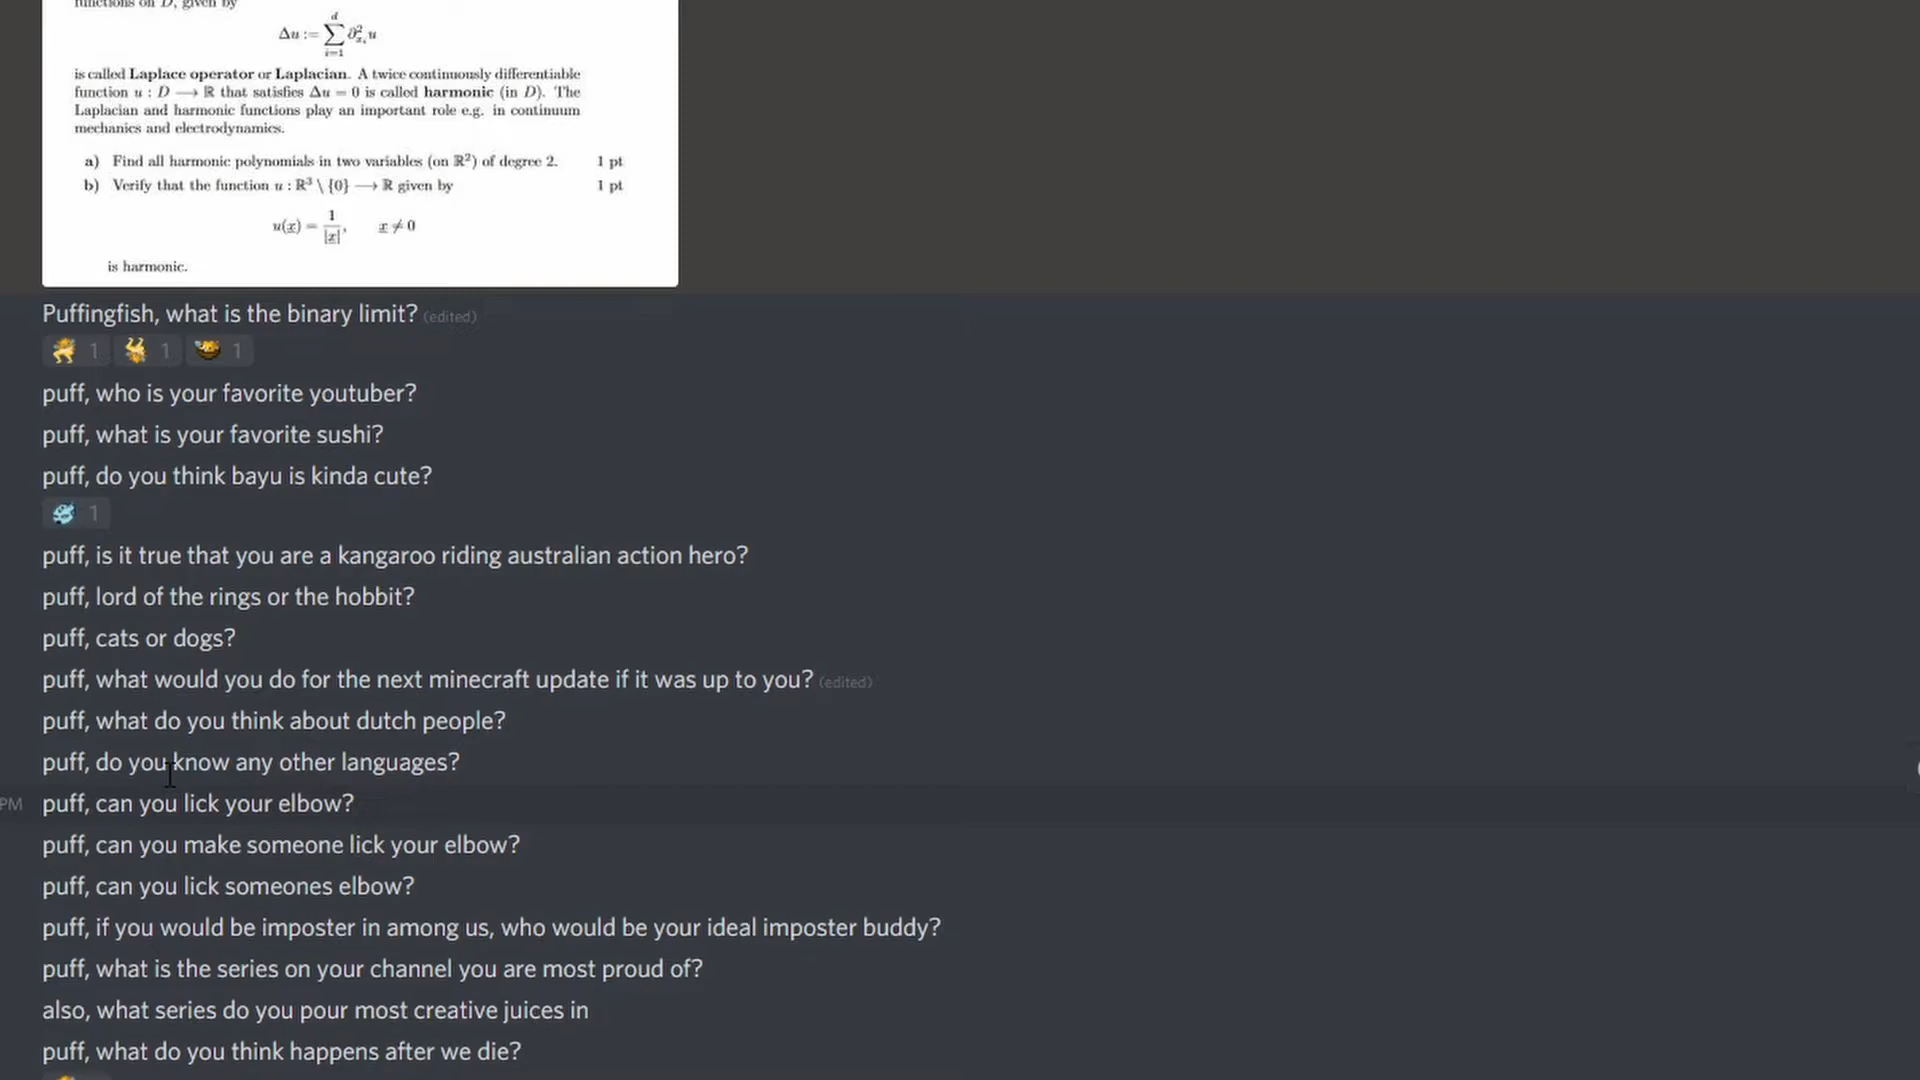 functions on D, given by
Δu := ∑_{i=1}^{d} ∂²_{x_i} u
is called Laplace operator or Laplacian. A twice continuously differentiable
function u : D ⟶ ℝ that satisfies Δu = 0 is called harmonic (in D). The
Laplacian and harmonic functions play an important role e.g. in continuum
mechanics and electrodynamics.
a) Find all harmonic polynomials in two variables (on ℝ²) of degree 2. 1 pt
b) Verify that the function u : ℝ³ \ {0} ⟶ ℝ given by 1 pt
u(x) = 1/|x|, x ≠ 0
is harmonic.
Puffingfish, what is the binary limit? (edited)
1 1 1
puff, who is your favorite youtuber?
puff, what is your favorite sushi?
puff, do you think bayu is kinda cute?
1
puff, is it true that you are a kangaroo riding australian action hero?
puff, lord of the rings or the hobbit?
puff, cats or dogs?
puff, what would you do for the next minecraft update if it was up to you? (edited)
puff, what do you think about dutch people?
puff, do you know any other languages?
PM puff, can you lick your elbow?
puff, can you make someone lick your elbow?
puff, can you lick someones elbow?
puff, if you would be imposter in among us, who would be your ideal imposter buddy?
puff, what is the series on your channel you are most proud of?
also, what series do you pour most creative juices in
puff, what do you think happens after we die?